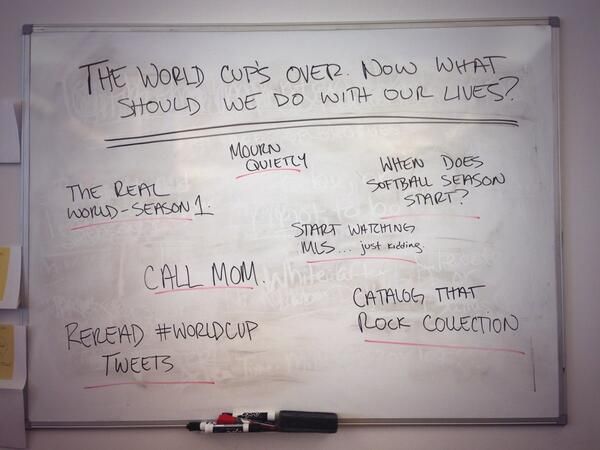 THE WORLD CUP'S OVER. NOW WHAT
SHOULD WE DO WITH OUR LIVES?
MOURN
QUIETLY
WHEN DOES
SOFTBALL SEASON
START?
THE REAL
WORLD-SEASON 1.
START WATCHING
MLS... just kidding.
CALL MOM.
CATALOG THAT
ROCK COLLECTION
REREAD #WORLDCUP
TWEETS